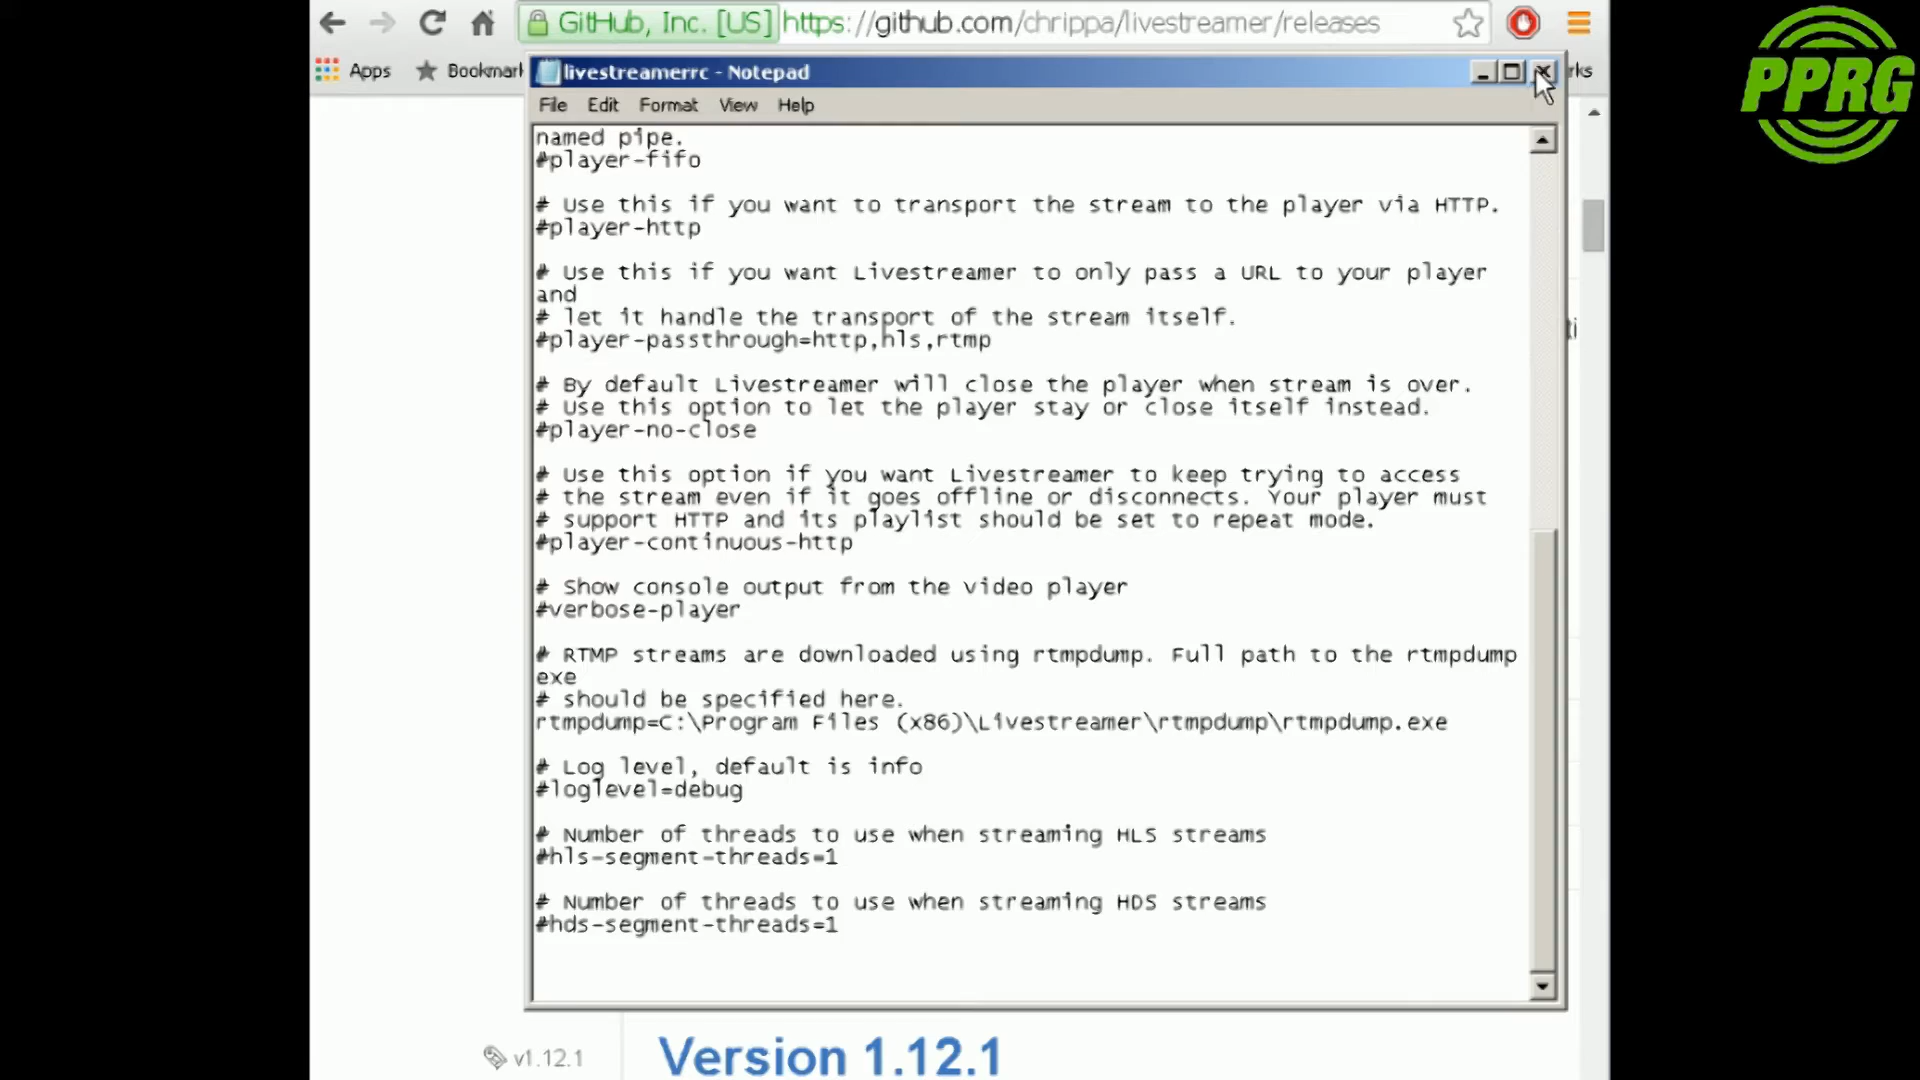 GitHub, Inc. [US] https://github.com/chrippa/livestreamer/releases
PPRG
Apps Bookmark rks
livestreamerrc - Notepad
File Edit Format View Help
named pipe.
#player-fifo
# Use this if you want to transport the stream to the player via HTTP.
#player-http
# Use this if you want Livestreamer to only pass a URL to your player
and
# let it handle the transport of the stream itself.
#player-passthrough=http,hls,rtmp
# By default Livestreamer will close the player when stream is over.
# Use this option to let the player stay or close itself instead.
#player-no-close
# Use this option if you want Livestreamer to keep trying to access
# the stream even if it goes offline or disconnects. Your player must
# support HTTP and its playlist should be set to repeat mode.
#player-continuous-http
# Show console output from the video player
#verbose-player
# RTMP streams are downloaded using rtmpdump. Full path to the rtmpdump
exe
# should be specified here.
rtmpdump=C:\Program Files (x86)\Livestreamer\rtmpdump\rtmpdump.exe
# Log level, default is info
#loglevel=debug
# Number of threads to use when streaming HLS streams
#hls-segment-threads=1
# Number of threads to use when streaming HDS streams
#hds-segment-threads=1
v1.12.1
Version 1.12.1